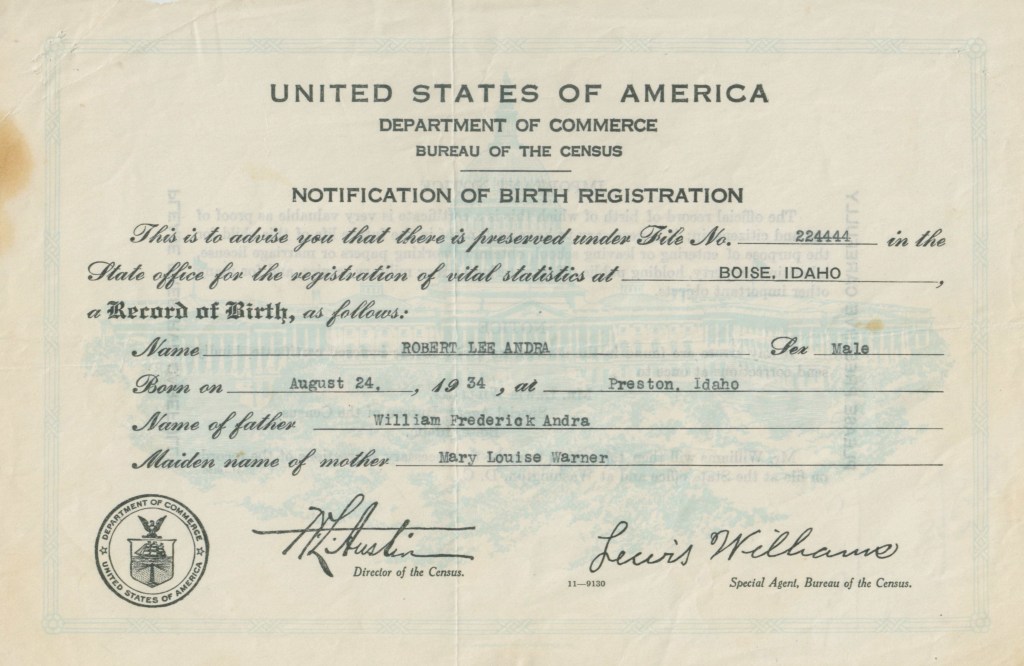 UNITED STATES OF AMERICA
DEPARTMENT OF COMMERCE
BUREAU OF THE CENSUS
NOTIFICATION OF BIRTH REGISTRATION
This is to advise you that there is preserved under File No. 224444 in the
State office for the registration of vital statistics at BOISE, IDAHO,
a Record of Birth, as follows:
Name ROBERT LEE ANDRA Sex Male
Born on August 24, , 1934, at Preston, Idaho
Name of father William Frederick Andra
Maiden name of mother Mary Louise Warner
DEPARTMENT OF COMMERCE
UNITED STATES OF AMERICA
W L Austin
Director of the Census.
11—9130
Lewis Williams
Special Agent, Bureau of the Census.